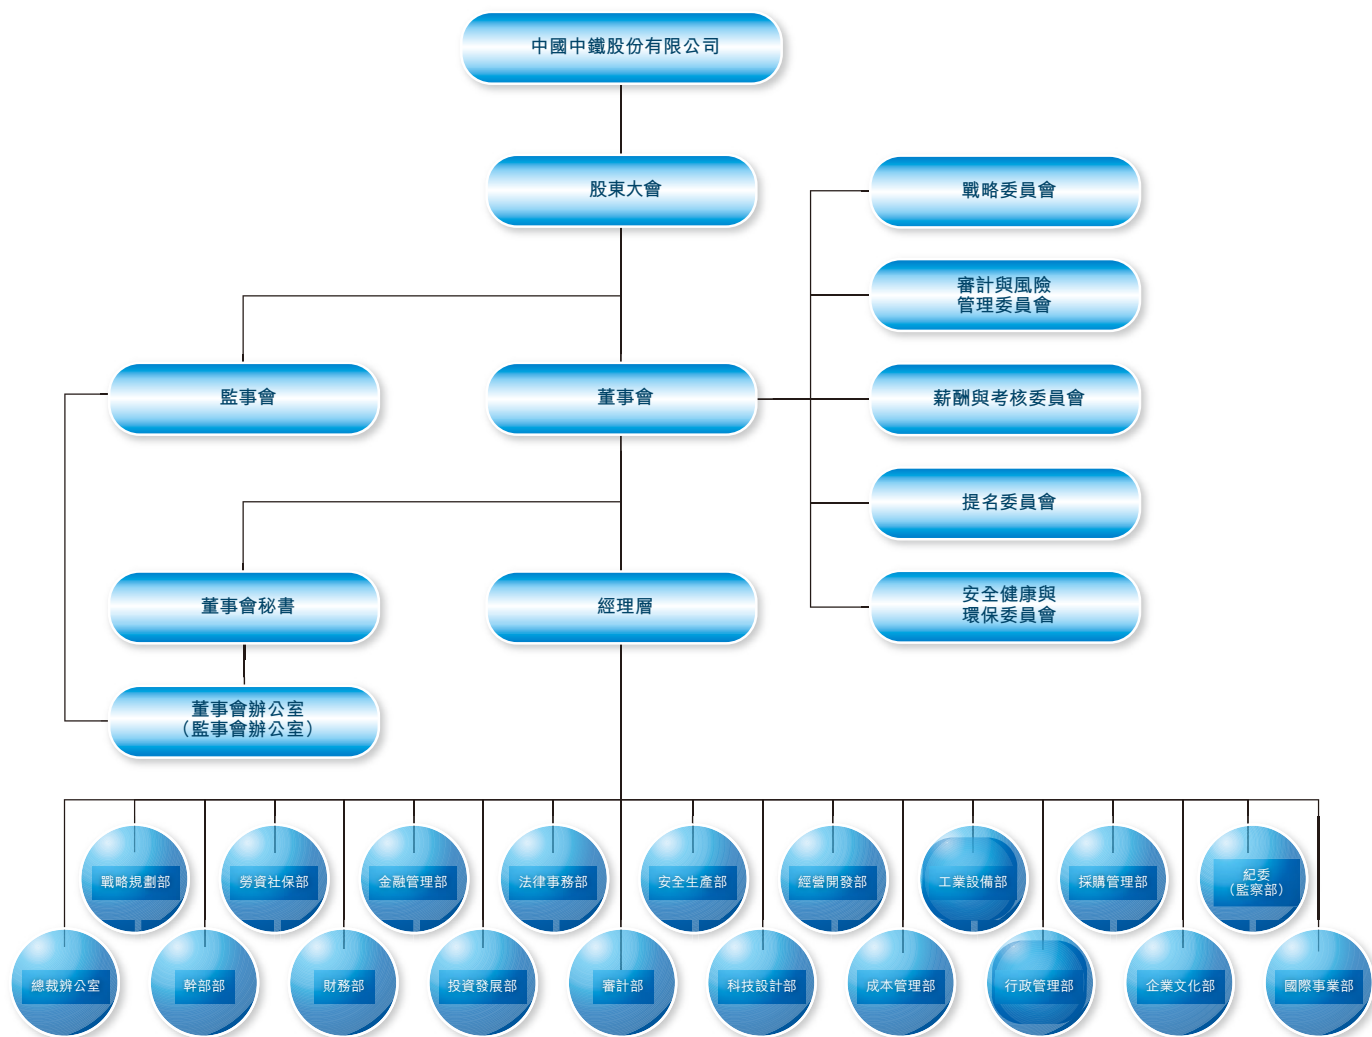 中國中鐵股份有限公司
股東大會
戰略委員會
審計與風險
管理委員會
監事會
董事會
薪酬與考核委員會
提名委員會
董事會秘書
經理層
安全健康與
環保委員會
董事會辦公室
（監事會辦公室）
戰略規劃部
勞資社保部
金融管理部
法律事務部
安全生產部
經營開發部
工業設備部
採購管理部
紀委
（監察部）
總裁辦公室
幹部部
財務部
投資發展部
審計部
科技設計部
成本管理部
行政管理部
企業文化部
國際事業部